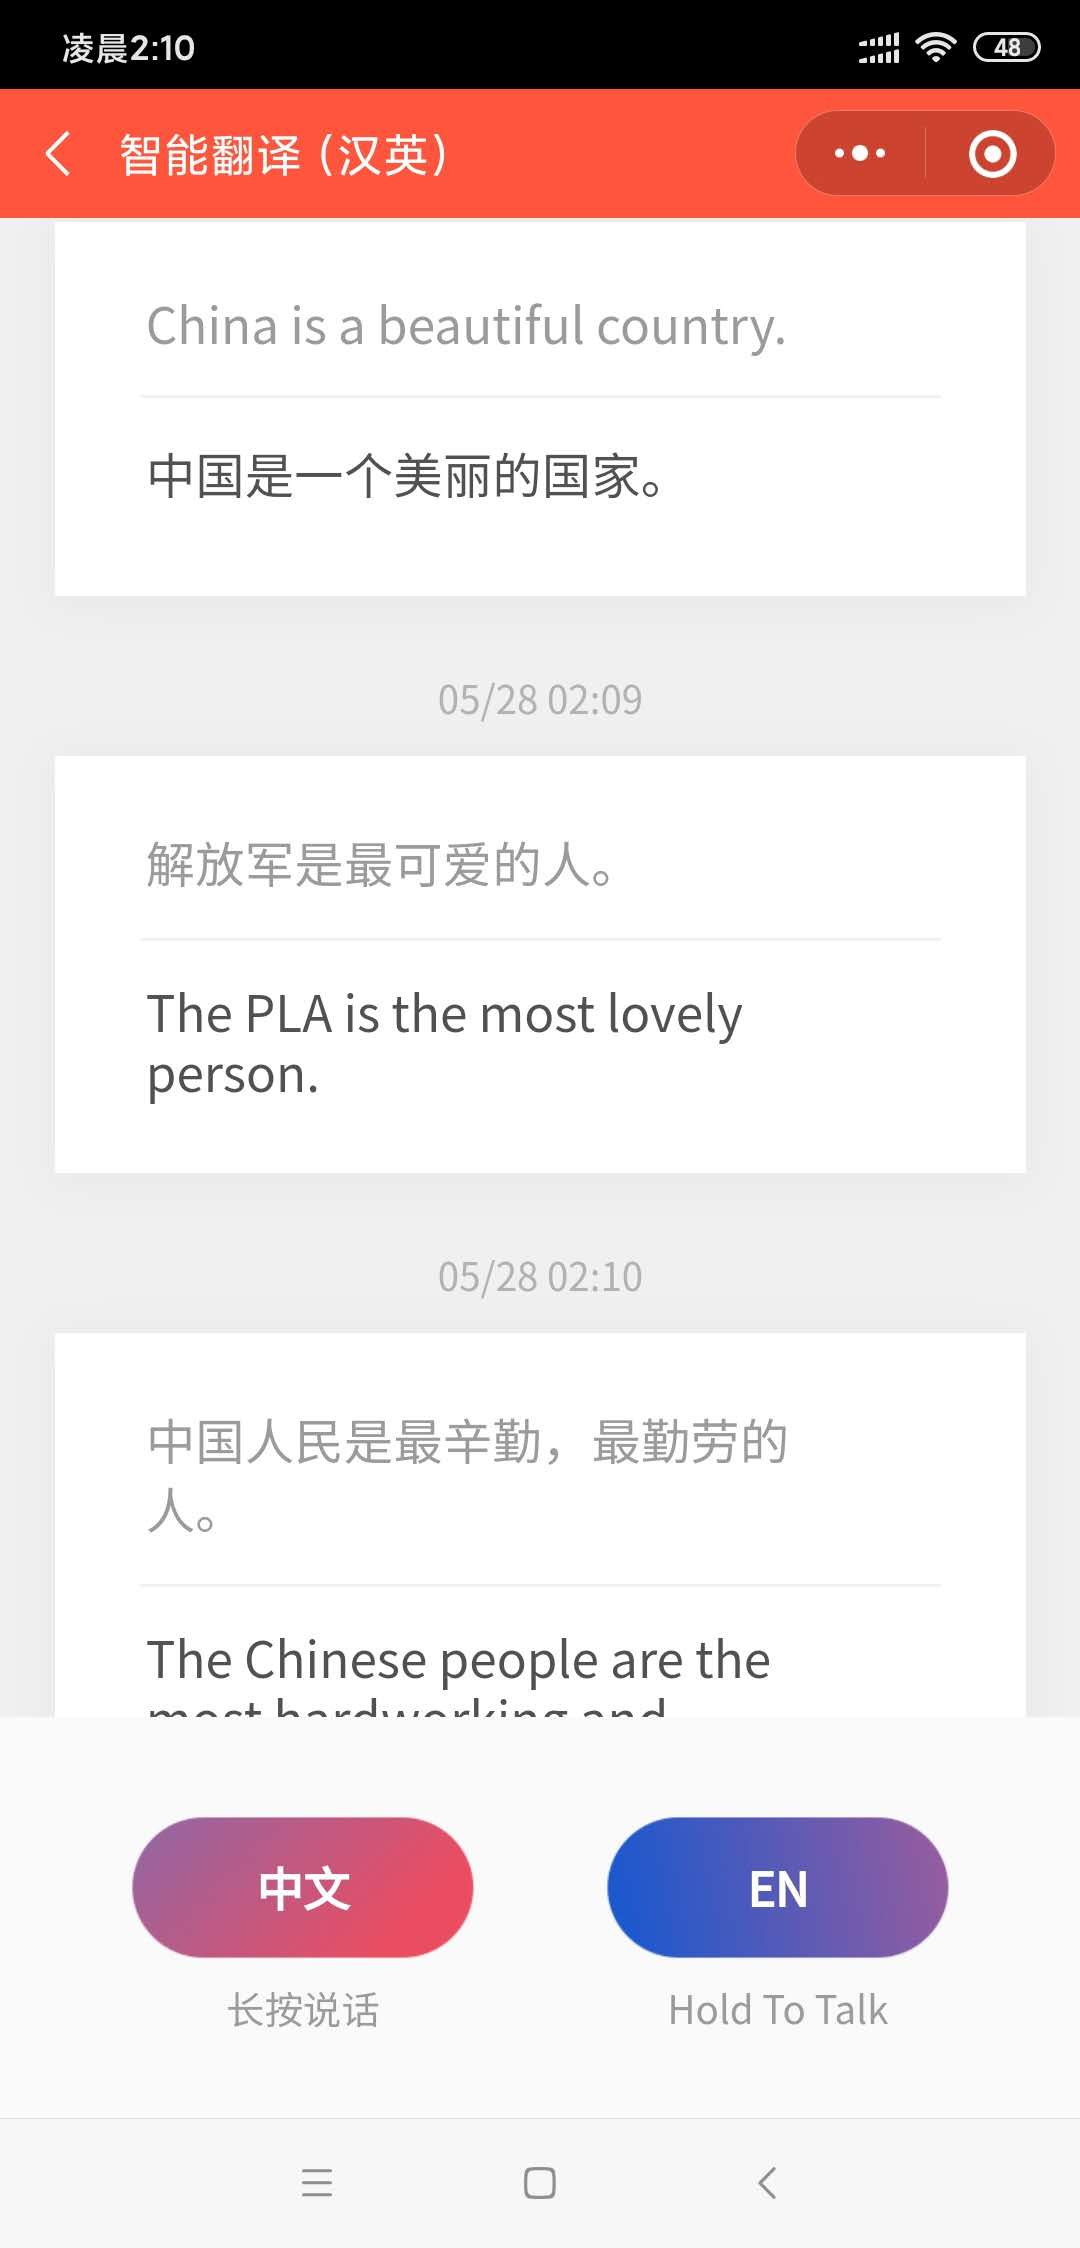 凌晨2:10
48
智能翻译（汉英）
China is a beautiful country.
中国是一个美丽的国家。
05/28 02:09
解放军是最可爱的人。
The PLA is the most lovely
person.
05/28 02:10
中国人民是最辛勤，最勤劳的
人。
The Chinese people are the
most hardworking and
中文
EN
长按说话
Hold To Talk